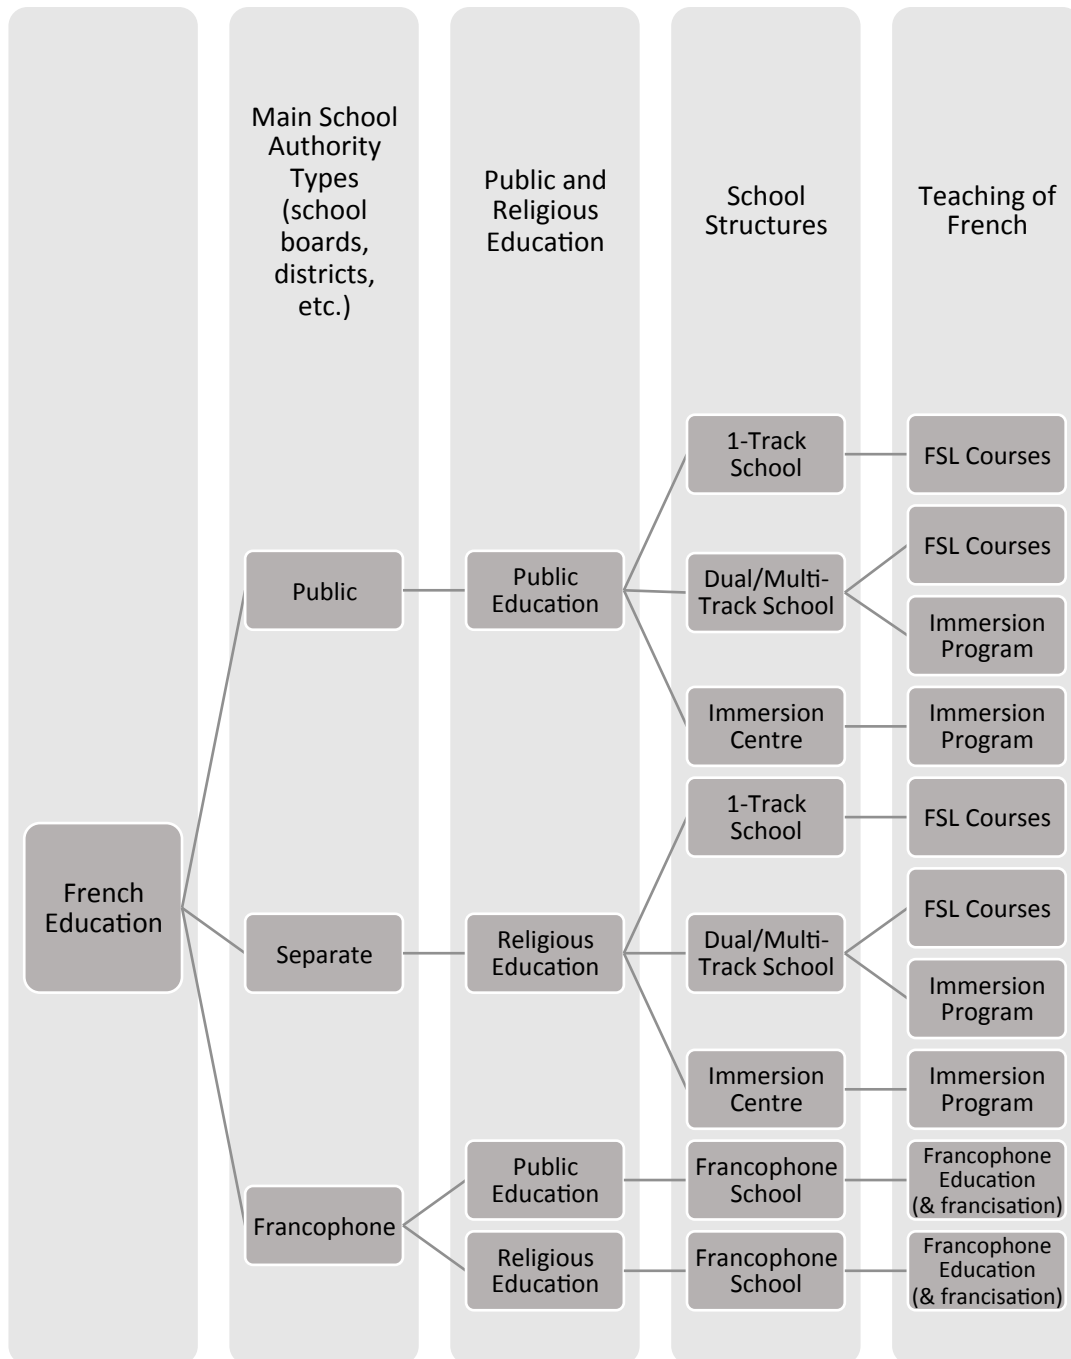 Main School
Authority
Types
(school
boards,
districts,
etc.)
Public and
Religious
Education
School
Structures
Teaching of
French
French
Education
Public
Separate
Francophone
Public
Education
Religious
Education
Public
Education
Religious
Education
1-Track
School
Dual/Multi-
Track School
Immersion
Centre
1-Track
School
Dual/Multi-
Track School
Immersion
Centre
Francophone
School
Francophone
School
FSL Courses
FSL Courses
Immersion
Program
Immersion
Program
FSL Courses
FSL Courses
Immersion
Program
Immersion
Program
Francophone
Education
(& francisation)
Francophone
Education
(& francisation)